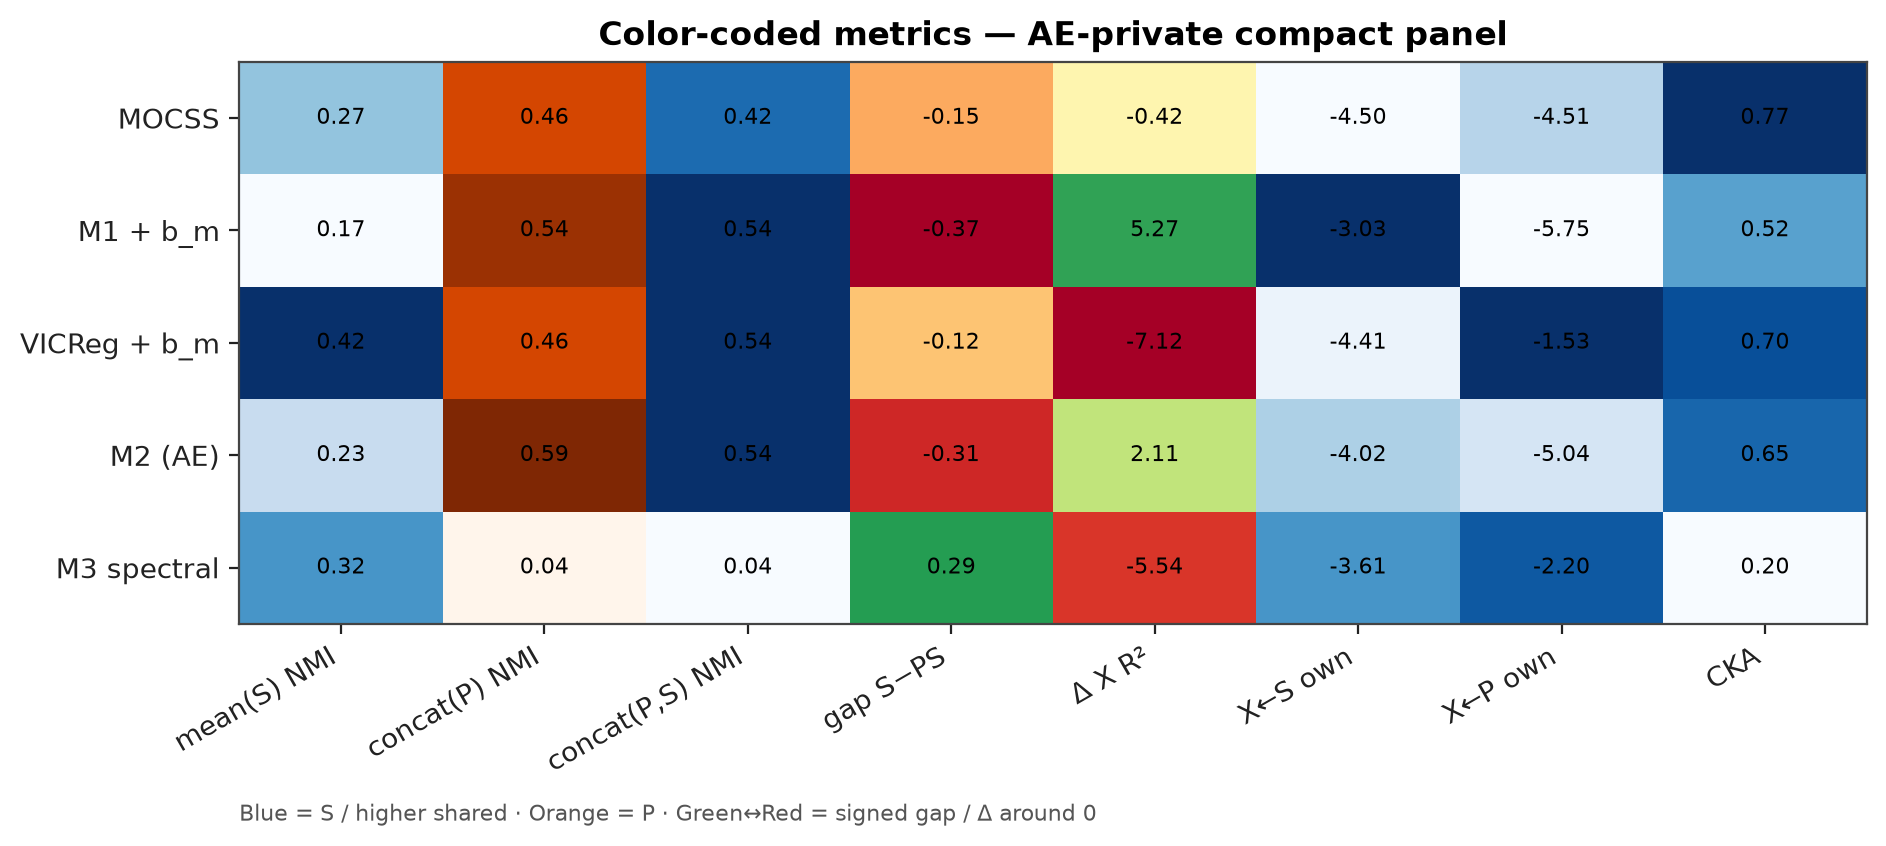 Color-coded metrics — AE-private compact panel
MOCSS 0.27 0.46 0.42 -0.15 -0.42 -4.50 -4.51 0.77
M1 + b_m 0.17 0.54 0.54 -0.37 5.27 -3.03 -5.75 0.52
VICReg + b_m 0.42 0.46 0.54 -0.12 -7.12 -4.41 -1.53 0.70
M2 (AE) 0.23 0.59 0.54 -0.31 2.11 -4.02 -5.04 0.65
M3 spectral 0.32 0.04 0.04 0.29 -5.54 -3.61 -2.20 0.20
mean(S) NMI concat(P) NMI concat(P,S) NMI gap S−PS Δ X R² X←S own X←P own CKA
Blue = S / higher shared · Orange = P · Green↔Red = signed gap / Δ around 0